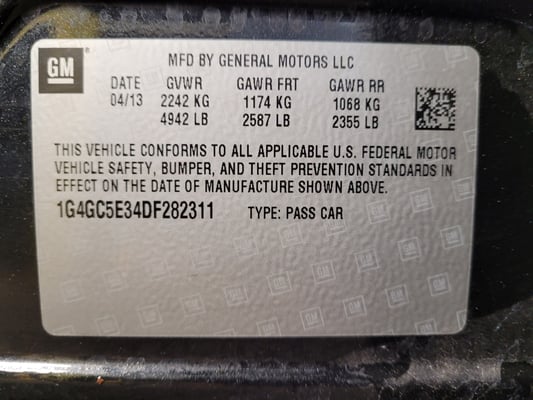 GM
MFD BY GENERAL MOTORS LLC
DATE GVWR GAWR FRT GAWR RR
04/13 2242 KG 1174 KG 1068 KG
4942 LB 2587 LB 2355 LB
THIS VEHICLE CONFORMS TO ALL APPLICABLE U.S. FEDERAL MOTOR
VEHICLE SAFETY, BUMPER, AND THEFT PREVENTION STANDARDS IN
EFFECT ON THE DATE OF MANUFACTURE SHOWN ABOVE.
1G4GC5E34DF282311 TYPE: PASS CAR